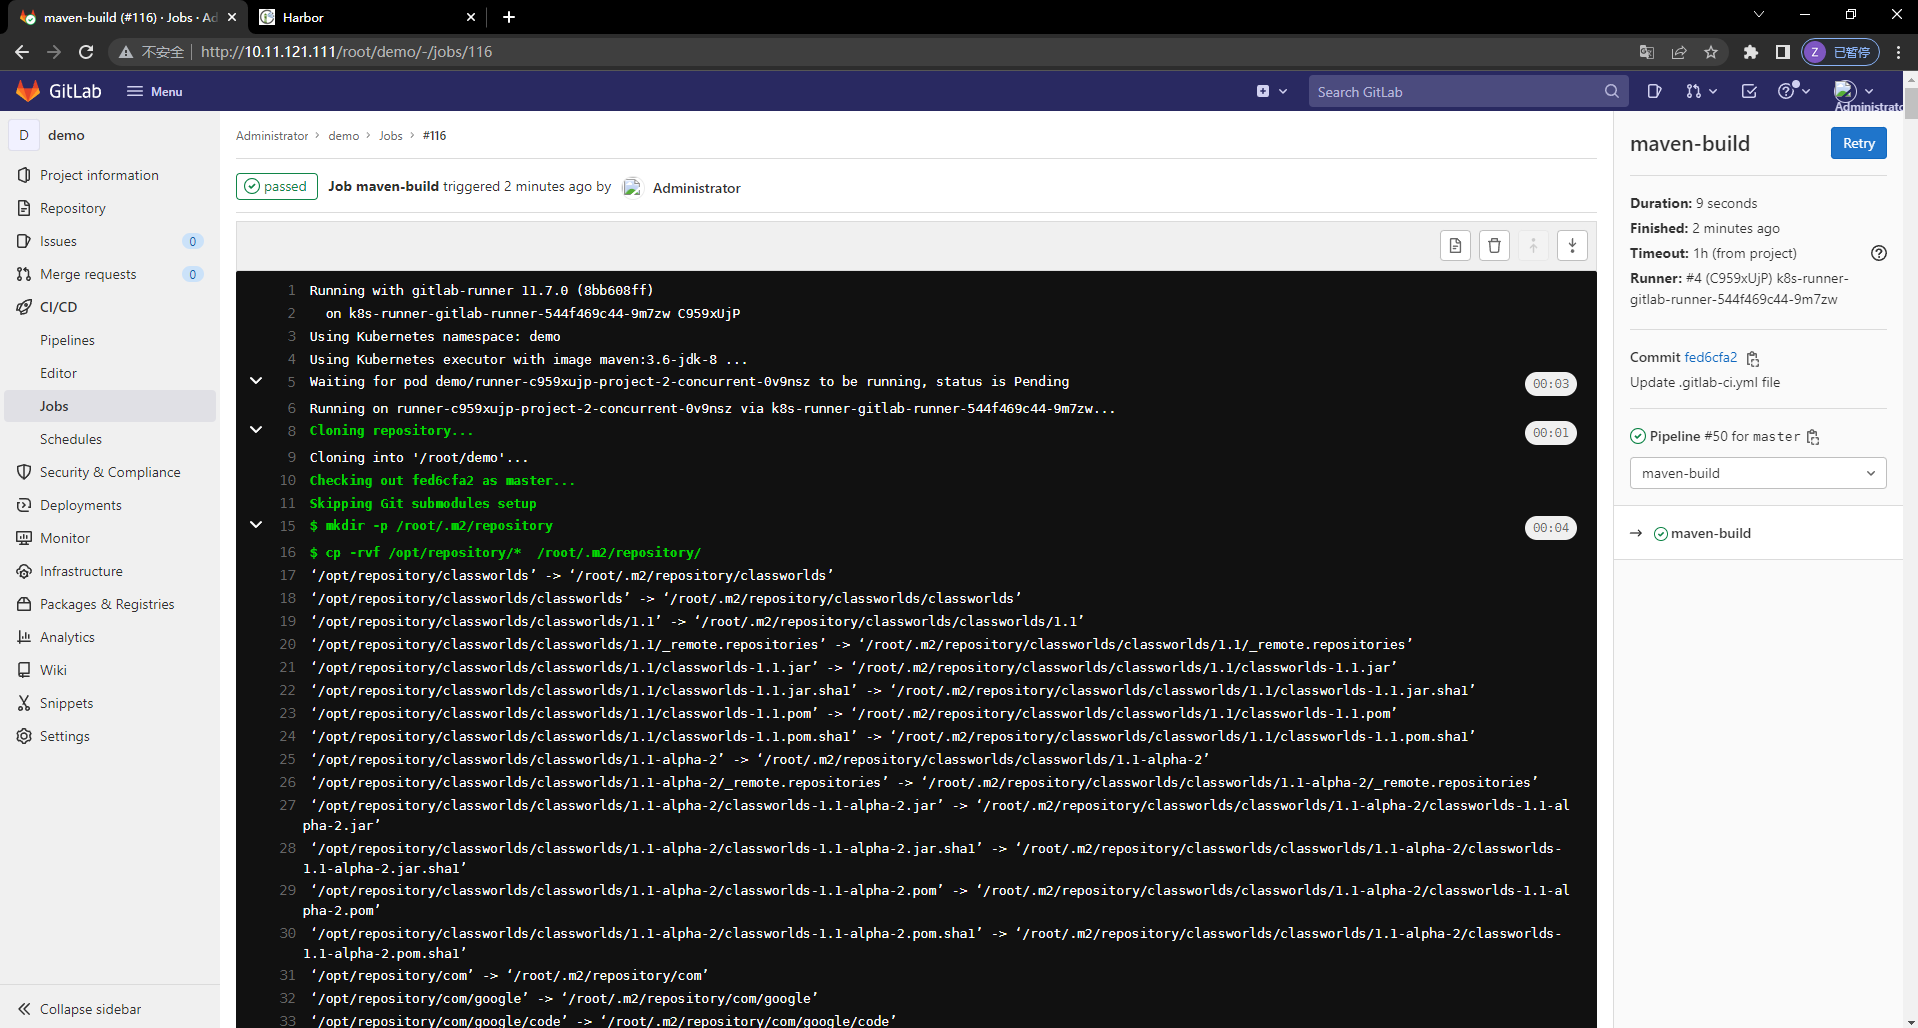 maven-build (#116) · Jobs · Ad
Harbor
不安全
http://10.11.121.111/root/demo/-/jobs/116
Z 已暂停
GitLab
Menu
Search GitLab
Administrato
D demo
Project information
Repository
Issues 0
Merge requests 0
CI/CD
Pipelines
Editor
Jobs
Schedules
Security & Compliance
Deployments
Monitor
Infrastructure
Packages & Registries
Analytics
Wiki
Snippets
Settings
Collapse sidebar
Administrator › demo › Jobs › #116
passed Job maven-build triggered 2 minutes ago by Administrator
1 Running with gitlab-runner 11.7.0 (8bb608ff)
2 on k8s-runner-gitlab-runner-544f469c44-9m7zw C959xUjP
3 Using Kubernetes namespace: demo
4 Using Kubernetes executor with image maven:3.6-jdk-8 ...
5 Waiting for pod demo/runner-c959xujp-project-2-concurrent-0v9nsz to be running, status is Pending 00:03
6 Running on runner-c959xujp-project-2-concurrent-0v9nsz via k8s-runner-gitlab-runner-544f469c44-9m7zw...
8 Cloning repository... 00:01
9 Cloning into '/root/demo'...
10 Checking out fed6cfa2 as master...
11 Skipping Git submodules setup
15 $ mkdir -p /root/.m2/repository 00:04
16 $ cp -rvf /opt/repository/*  /root/.m2/repository/
17 ‘/opt/repository/classworlds’ -> ‘/root/.m2/repository/classworlds’
18 ‘/opt/repository/classworlds/classworlds’ -> ‘/root/.m2/repository/classworlds/classworlds’
19 ‘/opt/repository/classworlds/classworlds/1.1’ -> ‘/root/.m2/repository/classworlds/classworlds/1.1’
20 ‘/opt/repository/classworlds/classworlds/1.1/_remote.repositories’ -> ‘/root/.m2/repository/classworlds/classworlds/1.1/_remote.repositories’
21 ‘/opt/repository/classworlds/classworlds/1.1/classworlds-1.1.jar’ -> ‘/root/.m2/repository/classworlds/classworlds/1.1/classworlds-1.1.jar’
22 ‘/opt/repository/classworlds/classworlds/1.1/classworlds-1.1.jar.sha1’ -> ‘/root/.m2/repository/classworlds/classworlds/1.1/classworlds-1.1.jar.sha1’
23 ‘/opt/repository/classworlds/classworlds/1.1/classworlds-1.1.pom’ -> ‘/root/.m2/repository/classworlds/classworlds/1.1/classworlds-1.1.pom’
24 ‘/opt/repository/classworlds/classworlds/1.1/classworlds-1.1.pom.sha1’ -> ‘/root/.m2/repository/classworlds/classworlds/1.1/classworlds-1.1.pom.sha1’
25 ‘/opt/repository/classworlds/classworlds/1.1-alpha-2’ -> ‘/root/.m2/repository/classworlds/classworlds/1.1-alpha-2’
26 ‘/opt/repository/classworlds/classworlds/1.1-alpha-2/_remote.repositories’ -> ‘/root/.m2/repository/classworlds/classworlds/1.1-alpha-2/_remote.repositories’
27 ‘/opt/repository/classworlds/classworlds/1.1-alpha-2/classworlds-1.1-alpha-2.jar’ -> ‘/root/.m2/repository/classworlds/classworlds/1.1-alpha-2/classworlds-1.1-al
pha-2.jar’
28 ‘/opt/repository/classworlds/classworlds/1.1-alpha-2/classworlds-1.1-alpha-2.jar.sha1’ -> ‘/root/.m2/repository/classworlds/classworlds/1.1-alpha-2/classworlds-
1.1-alpha-2.jar.sha1’
29 ‘/opt/repository/classworlds/classworlds/1.1-alpha-2/classworlds-1.1-alpha-2.pom’ -> ‘/root/.m2/repository/classworlds/classworlds/1.1-alpha-2/classworlds-1.1-al
pha-2.pom’
30 ‘/opt/repository/classworlds/classworlds/1.1-alpha-2/classworlds-1.1-alpha-2.pom.sha1’ -> ‘/root/.m2/repository/classworlds/classworlds/1.1-alpha-2/classworlds-
1.1-alpha-2.pom.sha1’
31 ‘/opt/repository/com’ -> ‘/root/.m2/repository/com’
32 ‘/opt/repository/com/google’ -> ‘/root/.m2/repository/com/google’
33 ‘/opt/repository/com/google/code’ -> ‘/root/.m2/repository/com/google/code’
maven-build
Retry
Duration: 9 seconds
Finished: 2 minutes ago
Timeout: 1h (from project)
Runner: #4 (C959xUjP) k8s-runner-
gitlab-runner-544f469c44-9m7zw
Commit fed6cfa2
Update .gitlab-ci.yml file
Pipeline #50 for master
maven-build
→ maven-build